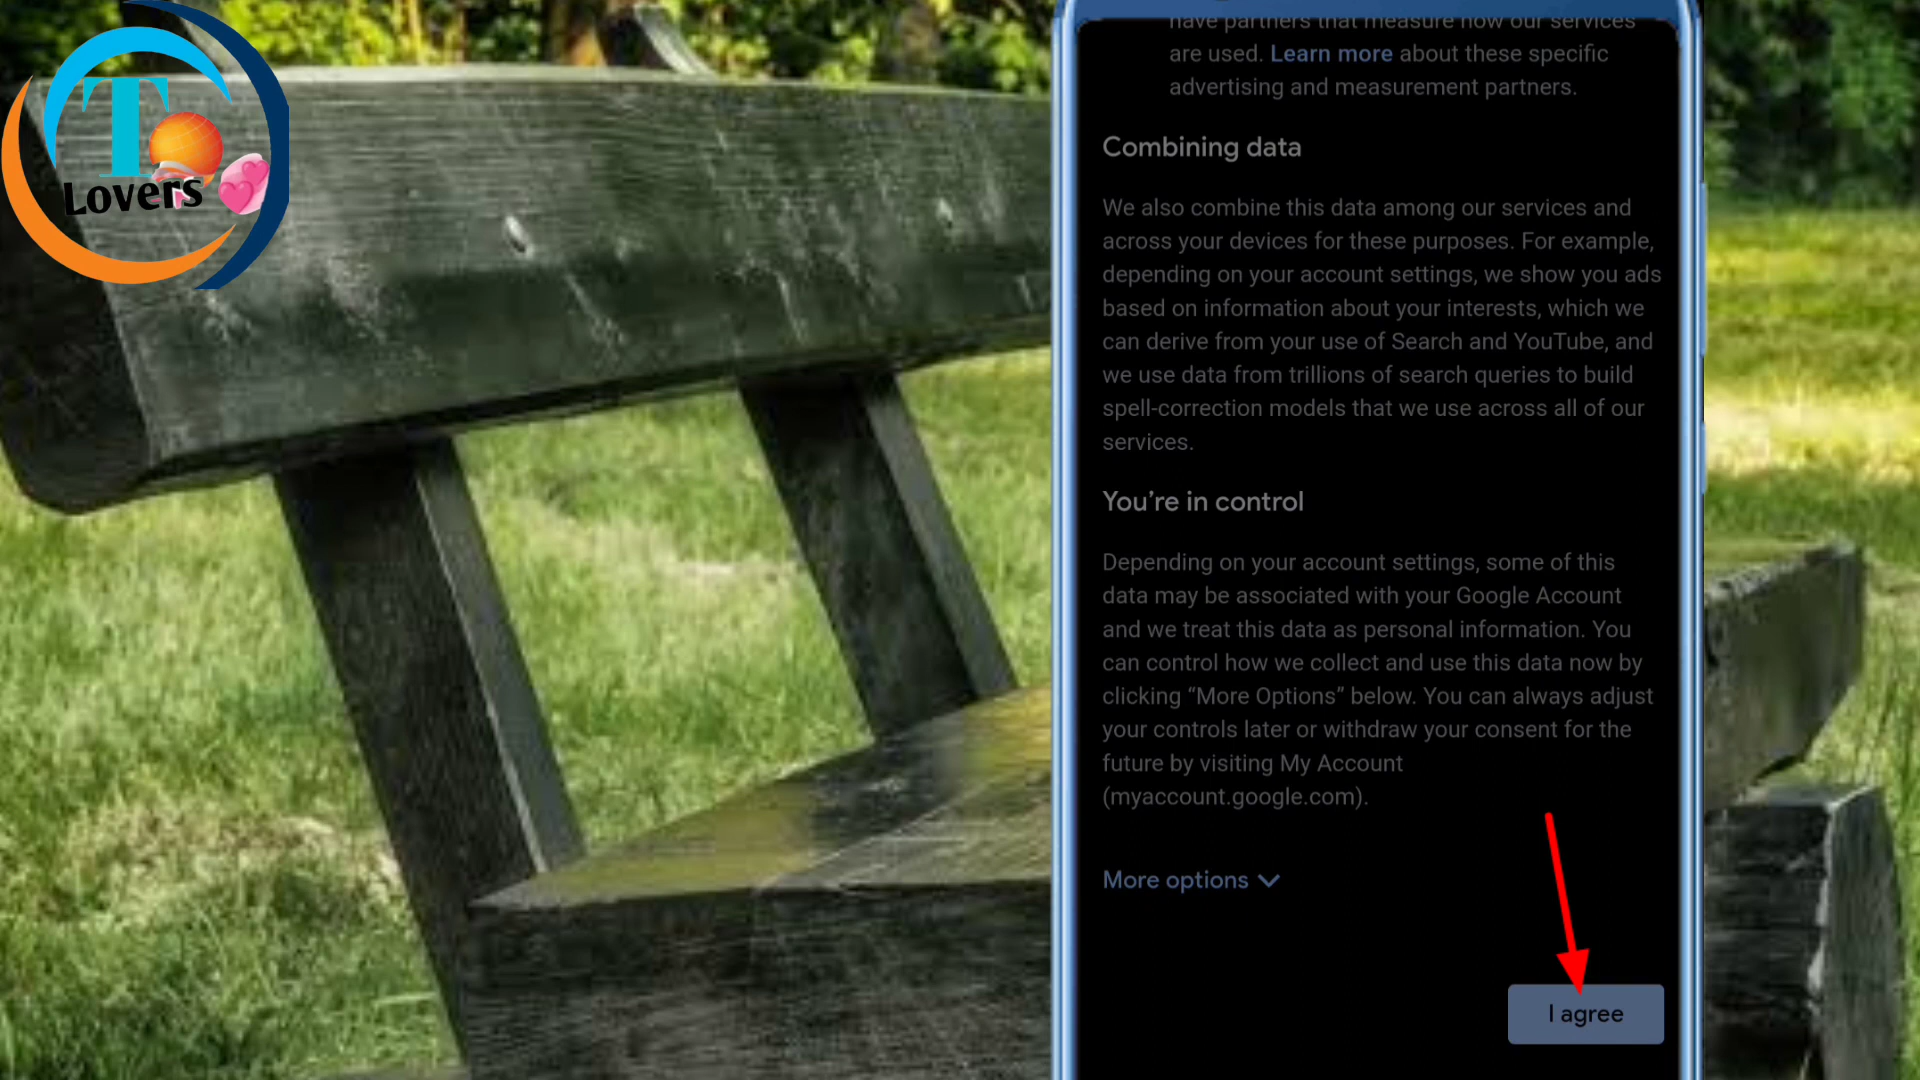 T
Lovers
have partners that measure how our services
are used. Learn more about these specific
advertising and measurement partners.
Combining data
We also combine this data among our services and
across your devices for these purposes. For example,
depending on your account settings, we show you ads
based on information about your interests, which we
can derive from your use of Search and YouTube, and
we use data from trillions of search queries to build
spell-correction models that we use across all of our
services.
You’re in control
Depending on your account settings, some of this
data may be associated with your Google Account
and we treat this data as personal information. You
can control how we collect and use this data now by
clicking “More Options” below. You can always adjust
your controls later or withdraw your consent for the
future by visiting My Account
(myaccount.google.com).
More options
I agree